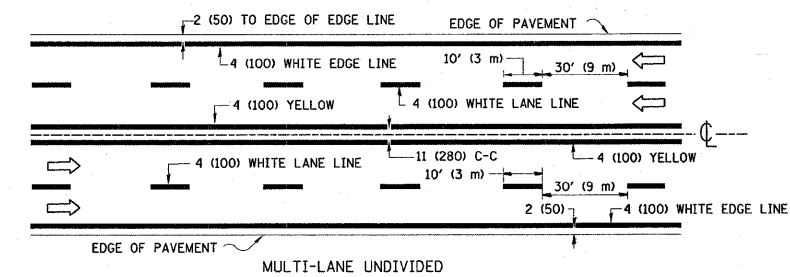 2 (50) TO EDGE OF EDGE LINE
EDGE OF PAVEMENT
4 (100) WHITE EDGE LINE
10' (3 m)
30' (9 m)
4 (100) YELLOW
4 (100) WHITE LANE LINE
℄
4 (100) WHITE LANE LINE
11 (280) C-C
4 (100) YELLOW
10' (3 m)
30' (9 m)
2 (50)
4 (100) WHITE EDGE LINE
EDGE OF PAVEMENT
MULTI-LANE UNDIVIDED